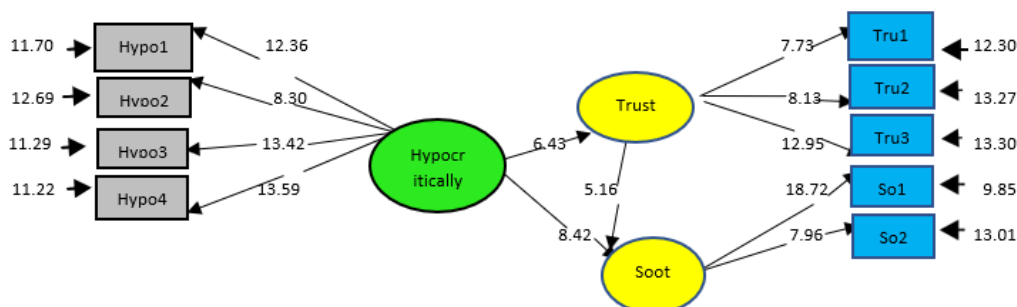 11.70
Hypo1
12.36
7.73
Tru1
12.30
12.69
Hypo2
8.30
Trust
8.13
Tru2
13.27
11.29
Hypo3
13.42
Hypocr
itically
6.43
12.95
Tru3
13.30
11.22
Hypo4
13.59
5.16
18.72
So1
9.85
8.42
7.96
So2
13.01
Soot